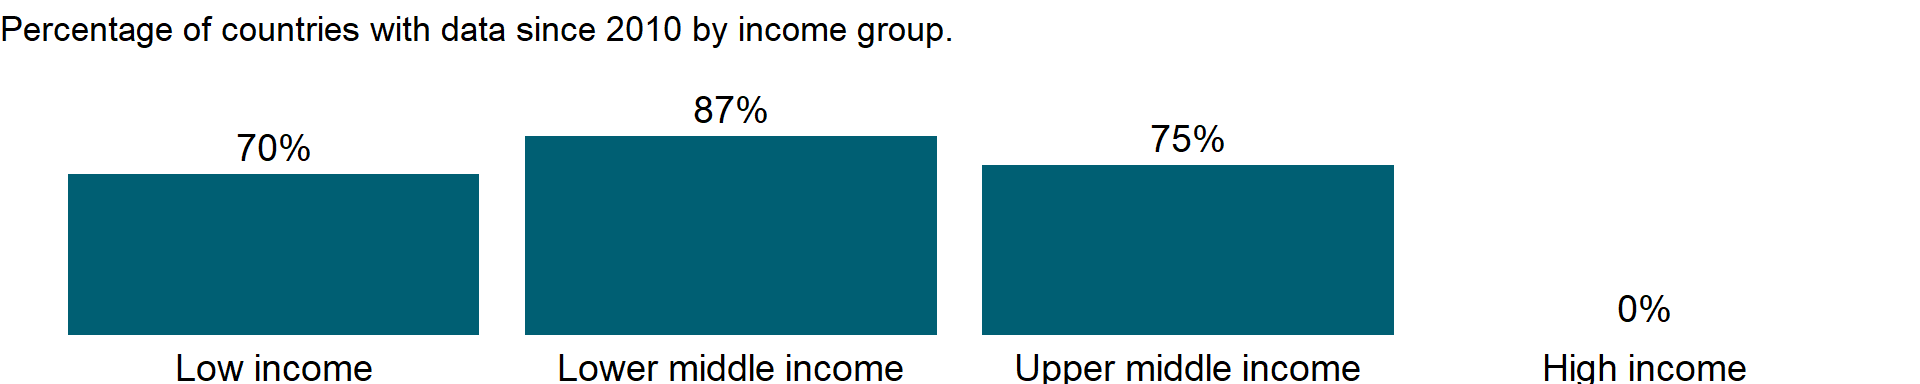 Percentage of countries with data since 2010 by income group.
70%
87%
75%
0%
Low income
Lower middle income
Upper middle income
High income